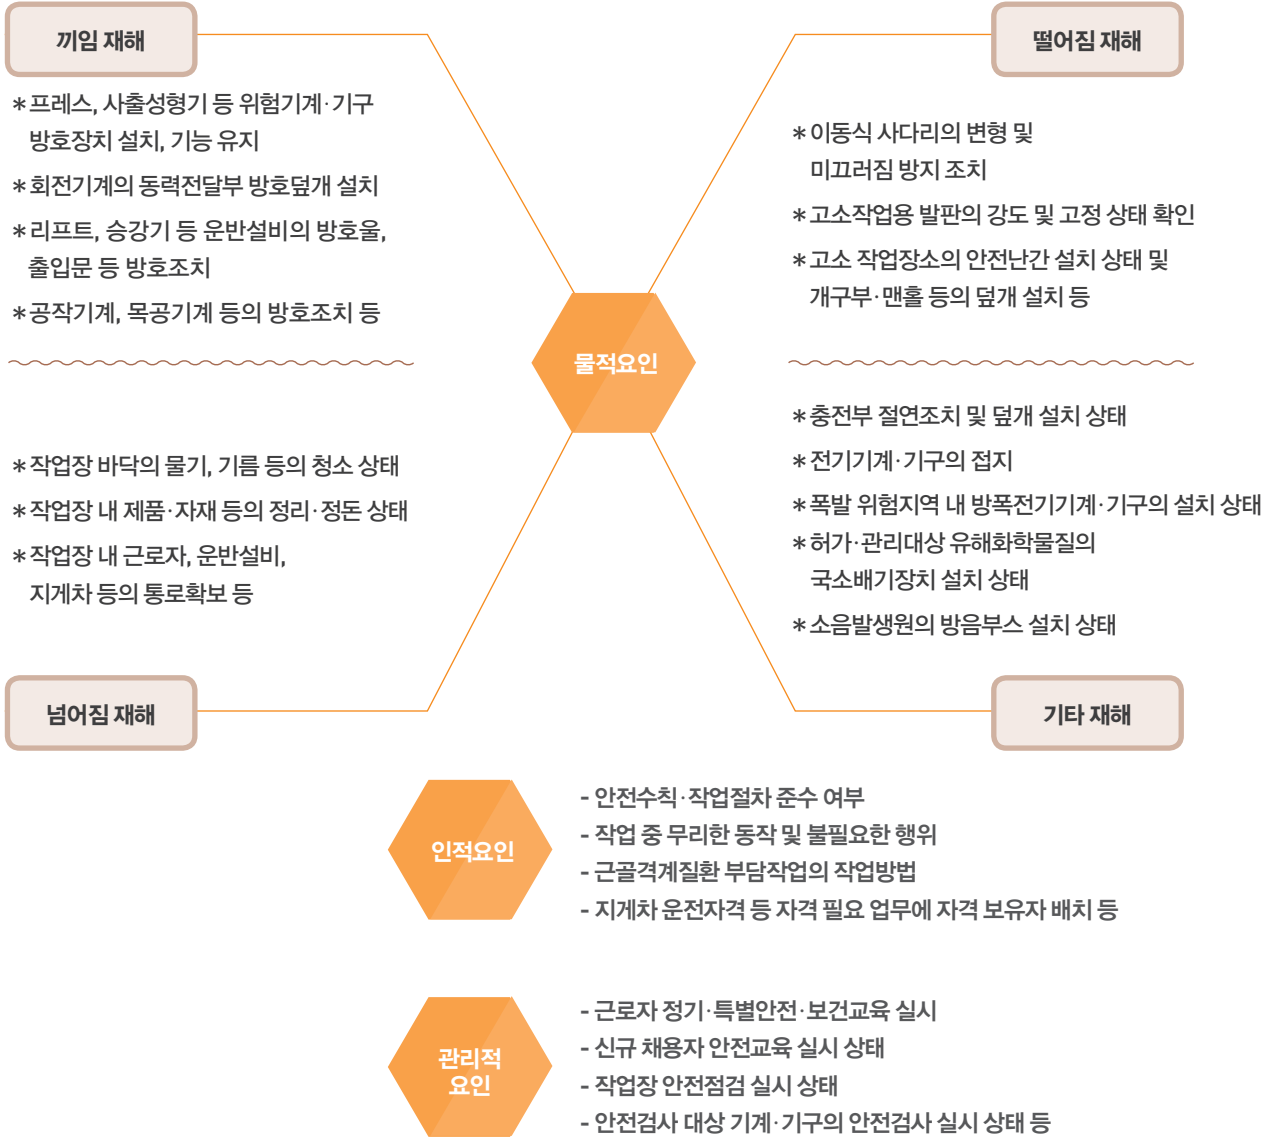 끼임 재해
*프레스, 사출성형기 등 위험기계·기구
방호장치 설치, 기능 유지
*회전기계의 동력전달부 방호덮개 설치
*리프트, 승강기 등 운반설비의 방호울,
출입문 등 방호조치
*공작기계, 목공기계 등의 방호조치 등
떨어짐 재해
*이동식 사다리의 변형 및
미끄러짐 방지 조치
*고소작업용 발판의 강도 및 고정 상태 확인
*고소 작업장소의 안전난간 설치 상태 및
개구부·맨홀 등의 덮개 설치 등
물적요인
*작업장 바닥의 물기, 기름 등의 청소 상태
*작업장 내 제품·자재 등의 정리·정돈 상태
*작업장 내 근로자, 운반설비,
지게차 등의 통로확보 등
넘어짐 재해
*충전부 절연조치 및 덮개 설치 상태
*전기기계·기구의 접지
*폭발 위험지역 내 방폭전기기계·기구의 설치 상태
*허가·관리대상 유해화학물질의
국소배기장치 설치 상태
*소음발생원의 방음부스 설치 상태
기타 재해
인적요인
- 안전수칙·작업절차 준수 여부
- 작업 중 무리한 동작 및 불필요한 행위
- 근골격계질환 부담작업의 작업방법
- 지게차 운전자격 등 자격 필요 업무에 자격 보유자 배치 등
관리적
요인
- 근로자 정기·특별안전·보건교육 실시
- 신규 채용자 안전교육 실시 상태
- 작업장 안전점검 실시 상태
- 안전검사 대상 기계·기구의 안전검사 실시 상태 등